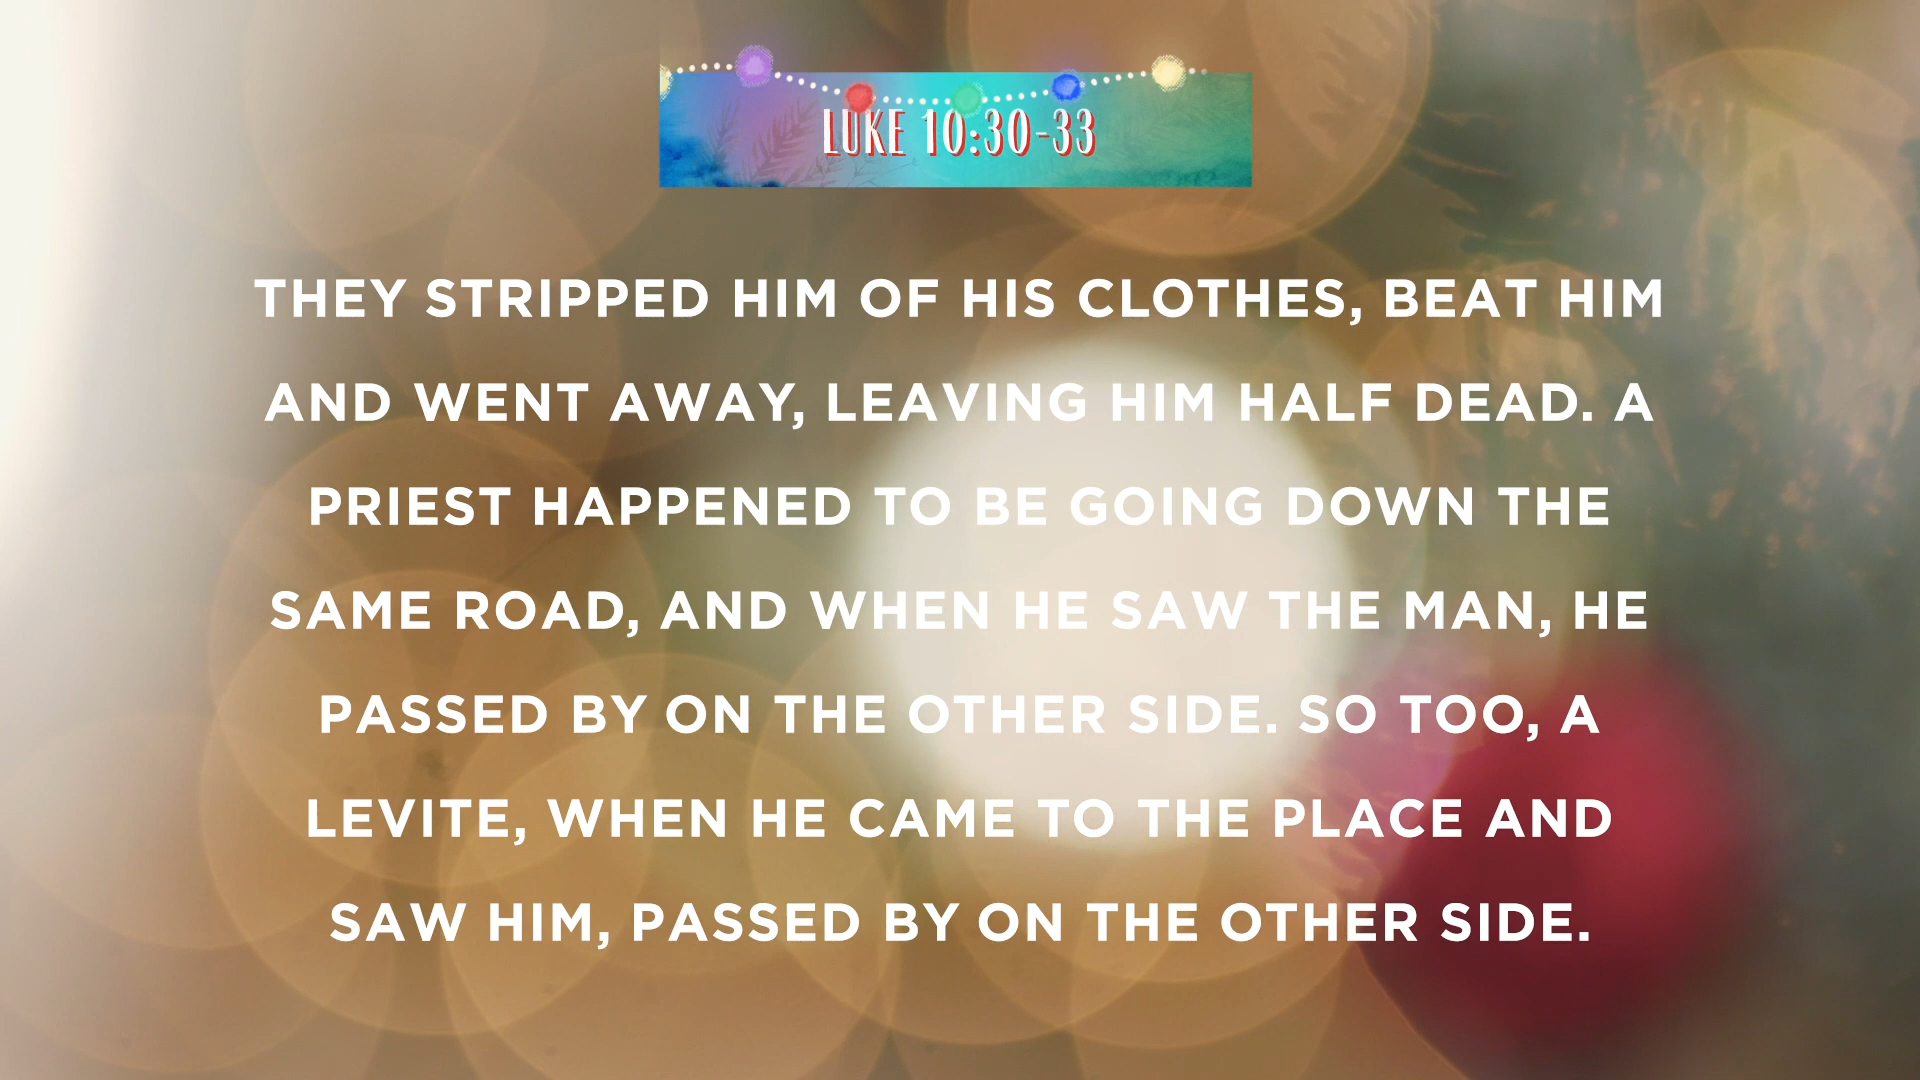 LUKE 10:30-33
THEY STRIPPED HIM OF HIS CLOTHES, BEAT HIM
AND WENT AWAY, LEAVING HIM HALF DEAD. A
PRIEST HAPPENED TO BE GOING DOWN THE
SAME ROAD, AND WHEN HE SAW THE MAN, HE
PASSED BY ON THE OTHER SIDE. SO TOO, A
LEVITE, WHEN HE CAME TO THE PLACE AND
SAW HIM, PASSED BY ON THE OTHER SIDE.